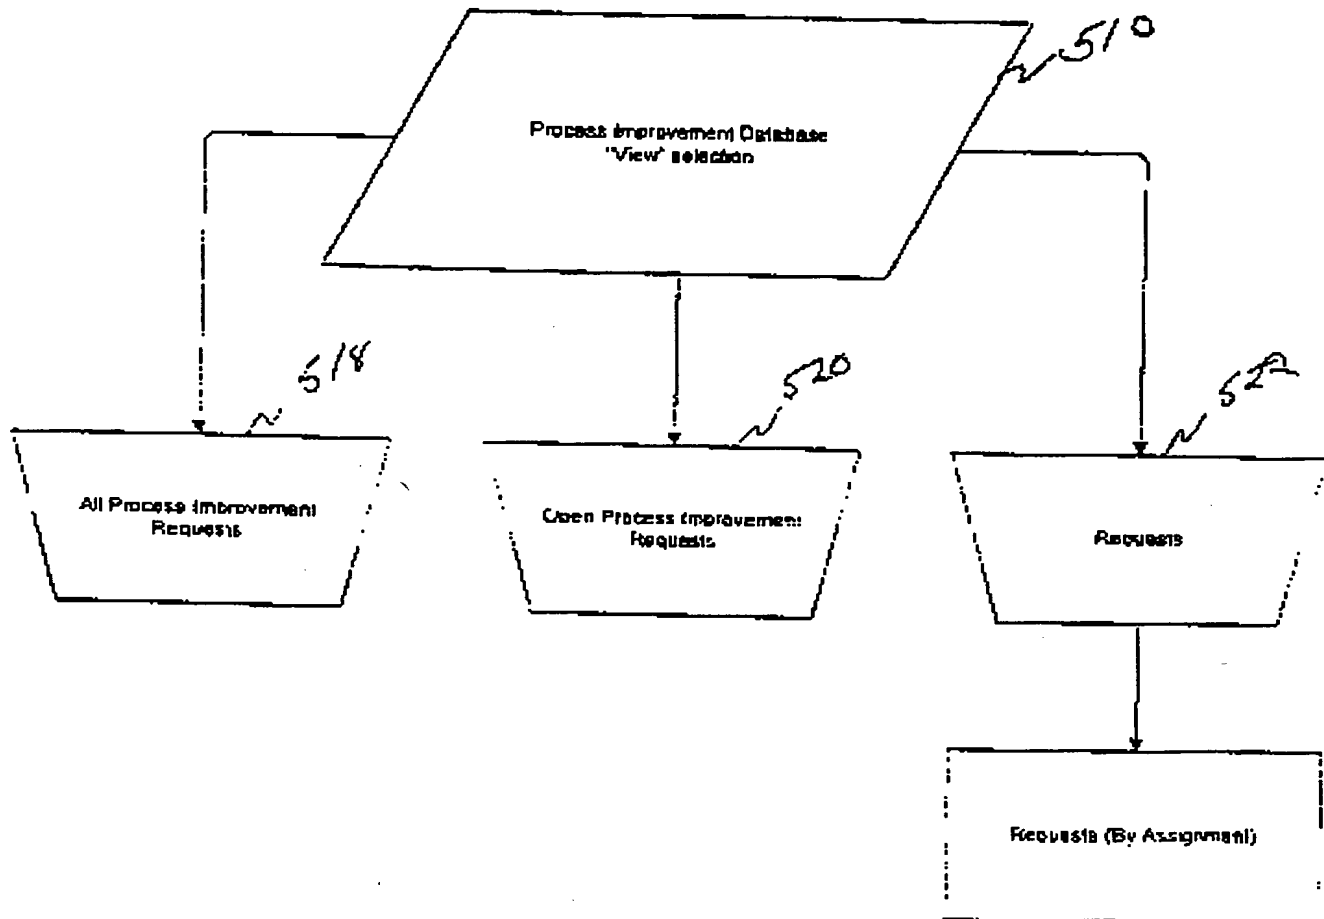 510
Process Improvement Database
"View" selection
518
520
522
All Process Improvement
Requests
Open Process Improvement
Requests
Requests
Requests (By Assignment)